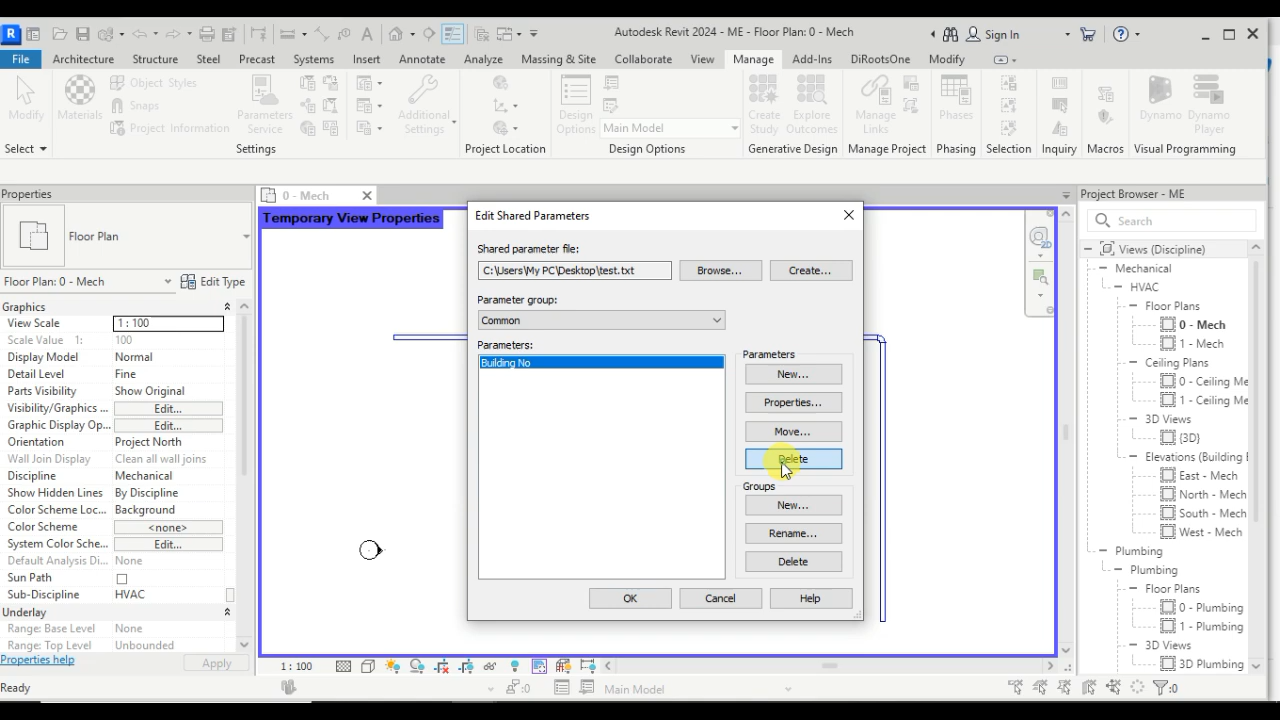 R
Autodesk Revit 2024 - ME - Floor Plan: 0 - Mech
Sign In
File Architecture Structure Steel Precast Systems Insert Annotate Analyze Massing & Site Collaborate View Manage Add-Ins DiRootsOne Modify
Modify
Materials
Object Styles
Snaps
Project Information
Parameters
Service
Additional
Settings
Design
Options
Main Model
Create
Study
Explore
Outcomes
Manage
Links
Phases
Dynamo
Dynamo
Player
Select Settings Project Location Design Options Generative Design Manage Project Phasing Selection Inquiry Macros Visual Programming
Properties
Floor Plan
Floor Plan: 0 - Mech
Edit Type
Graphics
View Scale 1 : 100
Scale Value 1: 100
Display Model Normal
Detail Level Fine
Parts Visibility Show Original
Visibility/Graphics ... Edit...
Graphic Display Op... Edit...
Orientation Project North
Wall Join Display Clean all wall joins
Discipline Mechanical
Show Hidden Lines By Discipline
Color Scheme Loc... Background
Color Scheme <none>
System Color Sche... Edit...
Default Analysis Di... None
Sun Path
Sub-Discipline HVAC
Underlay
Range: Base Level None
Range: Top Level Unbounded
Properties help
Apply
0 - Mech
Temporary View Properties
Edit Shared Parameters
Shared parameter file:
C:\Users\My PC\Desktop\test.txt
Browse...
Create...
Parameter group:
Common
Parameters:
Building No
Parameters
New...
Properties...
Move...
Delete
Groups
New...
Rename...
Delete
OK
Cancel
Help
2D
Project Browser - ME
Search
Views (Discipline)
Mechanical
HVAC
Floor Plans
0 - Mech
1 - Mech
Ceiling Plans
0 - Ceiling Me
1 - Ceiling Me
3D Views
{3D}
Elevations (Building E
East - Mech
North - Mech
South - Mech
West - Mech
Plumbing
Plumbing
Floor Plans
0 - Plumbing
1 - Plumbing
3D Views
3D Plumbing
1 : 100
Ready
:0
Main Model
:0